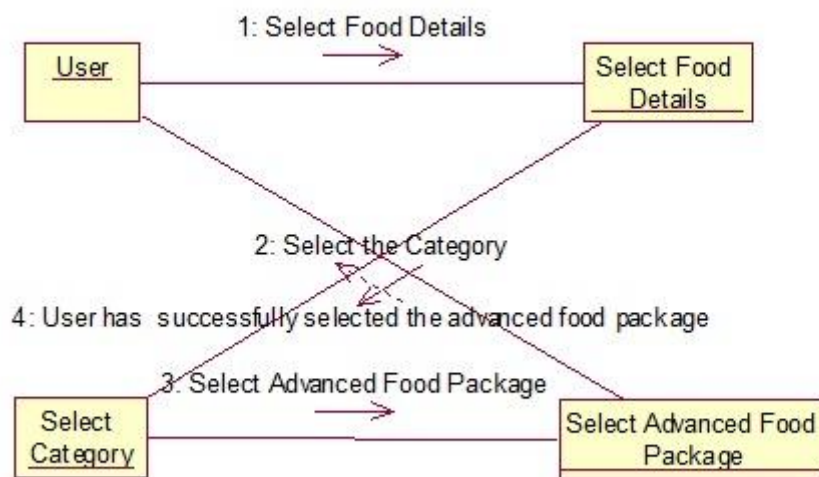 1: Select Food Details
User
Select Food
Details
2: Select the Category
4: User has successfully selected the advanced food package
3: Select Advanced Food Package
Select
Category
Select Advanced Food
Package